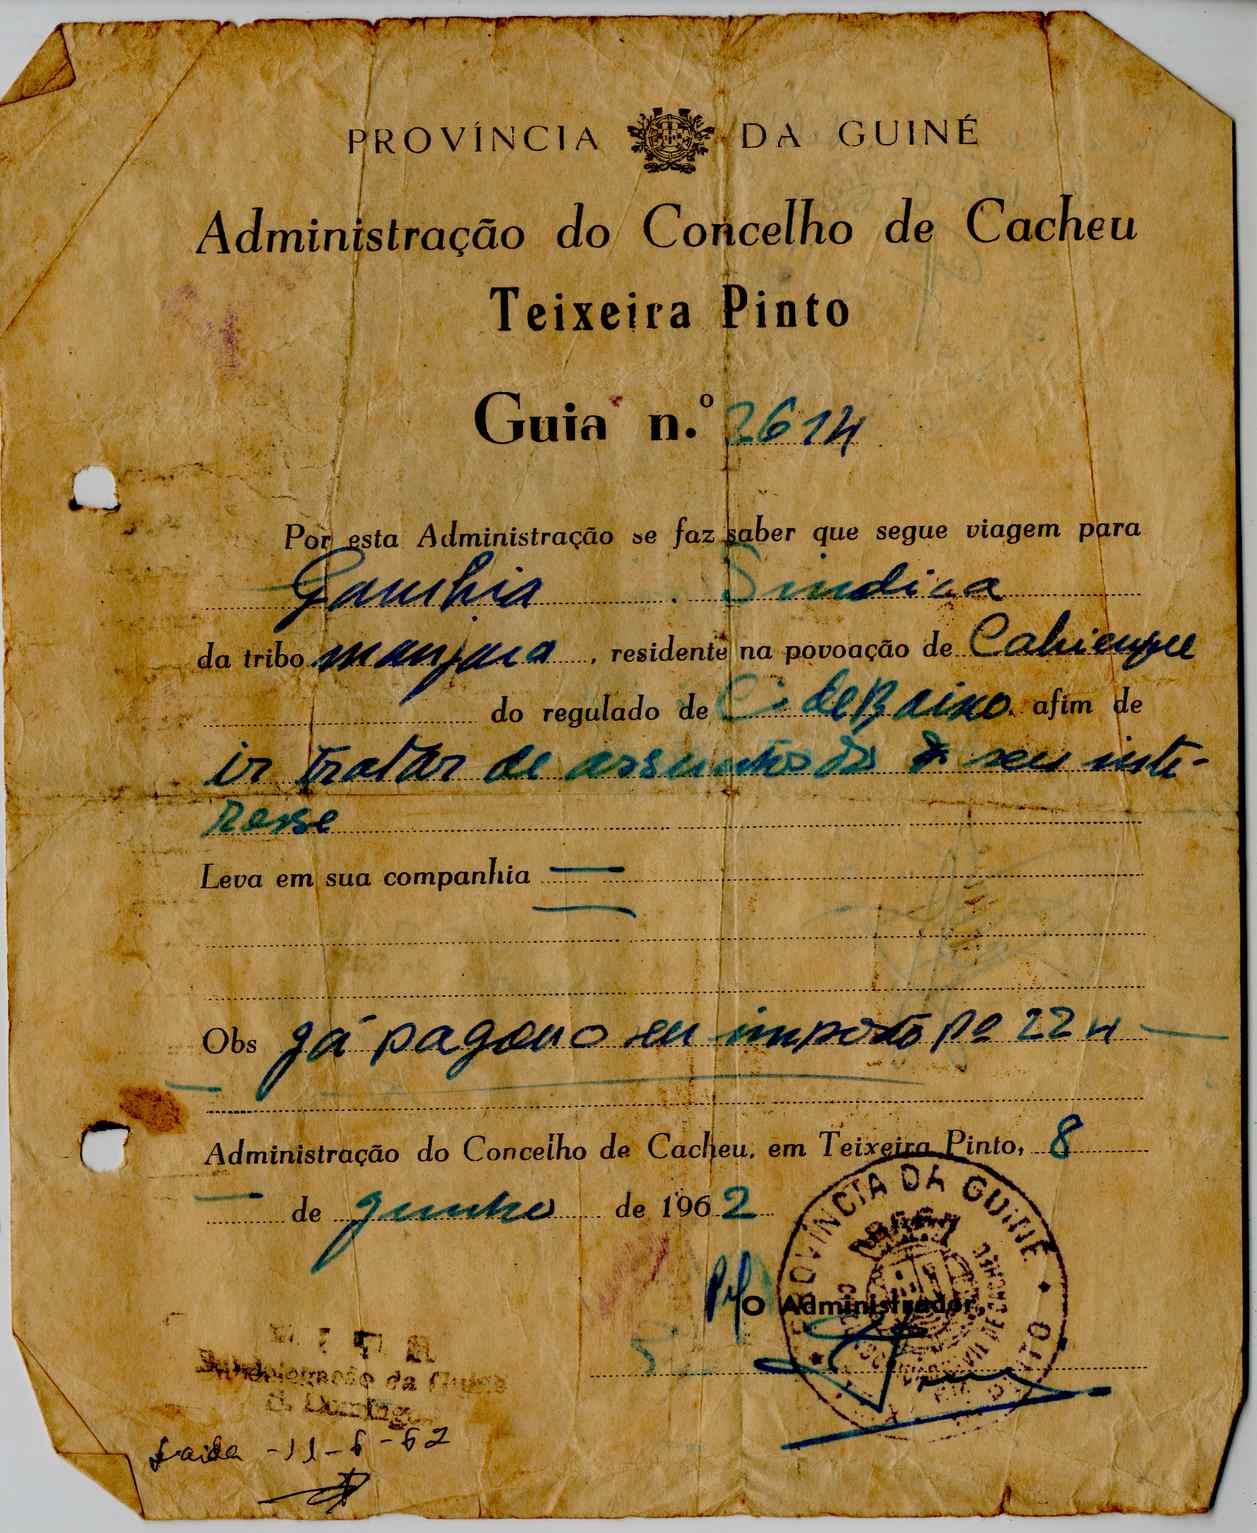 PROVÍNCIA DA GUINÉ
Administração do Concelho de Cacheu
Teixeira Pinto
Guia n.º 2614
Por esta Administração se faz saber que segue viagem para
Gambia Sindica
da tribo manjaca, residente na povoação de
do regulado de C. de Baixo. afim de
ir tratar de assuntos do seu inte-
resse
Leva em sua companhia —
Obs Já pagou o seu imposto pª
Administração do Concelho de Cacheu, em Teixeira Pinto, 8
— de Junho de 1962
PROVÍNCIA DA GUINÉ
Pel O Administrador
Subdelegação da Guiné
S. Domingos
Saida -11-6-62